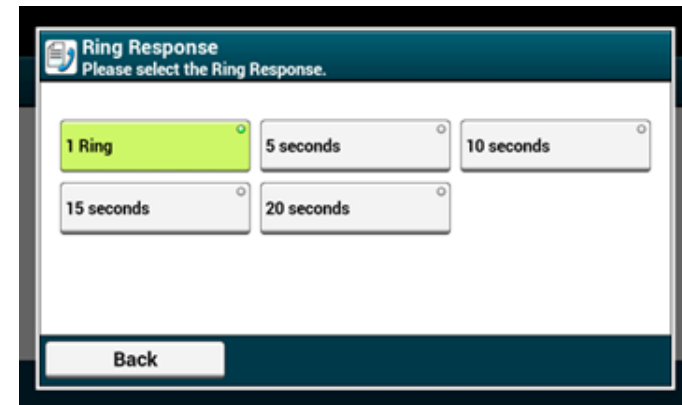 Ring Response
Please select the Ring Response.
1 Ring
5 seconds
10 seconds
15 seconds
20 seconds
Back